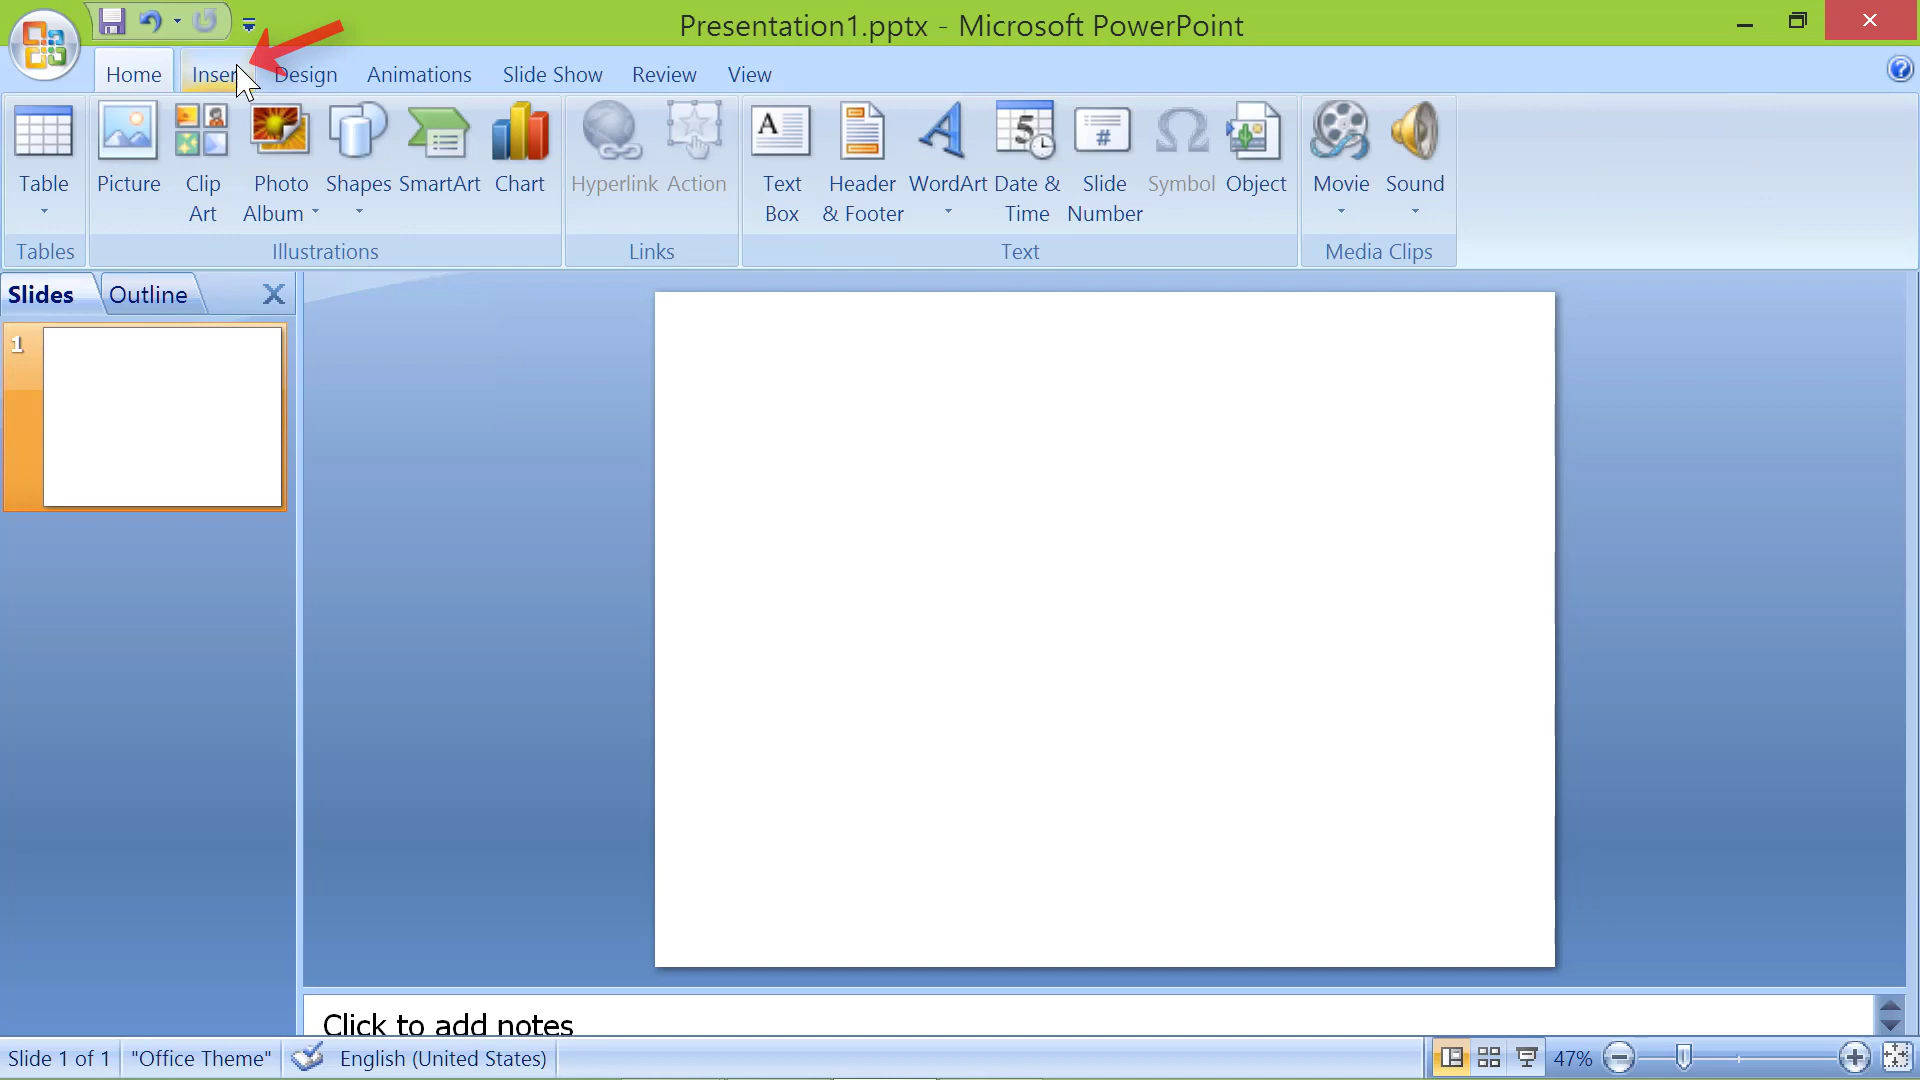 Presentation1.pptx - Microsoft PowerPoint
Home Inser Design Animations Slide Show Review View
Table Picture Clip Art Photo Album Shapes SmartArt Chart Hyperlink Action Text Box Header & Footer WordArt Date & Time Slide Number Symbol Object Movie Sound
Tables Illustrations Links Text Media Clips
Slides Outline
1
Click to add notes
Slide 1 of 1 "Office Theme" English (United States) 47%